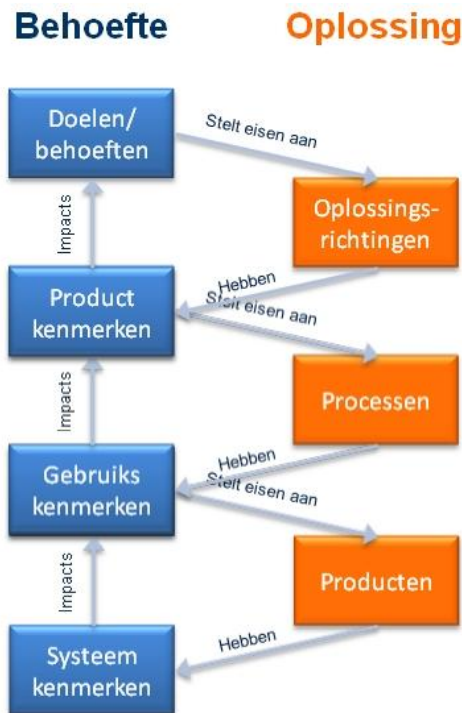 Behoefte
Oplossing
Doelen/
behoeften
Stelt eisen aan
Oplossings-
richtingen
Impacts
Hebben
Product
kenmerken
Stelt eisen aan
Processen
Impacts
Hebben
Gebruiks
kenmerken
Stelt eisen aan
Producten
Impacts
Hebben
Systeem
kenmerken